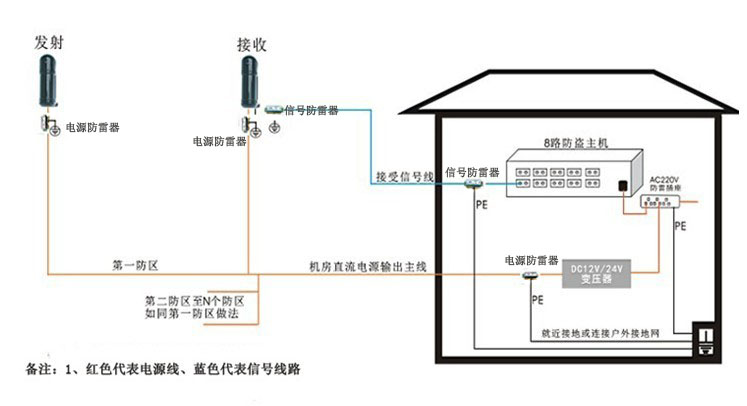 发射
接收
信号防雷器
电源防雷器
电源防雷器
8路防盗主机
接受信号线
信号防雷器
AC220V
防雷插座
PE
PE
第一防区
机房直流电源输出主线
电源防雷器
DC12V/24V
变压器
第二防区至N个防区
如同第一防区做法
PE
就近接地或连接户外接地网
备注:1、红色代表电源线、蓝色代表信号线路